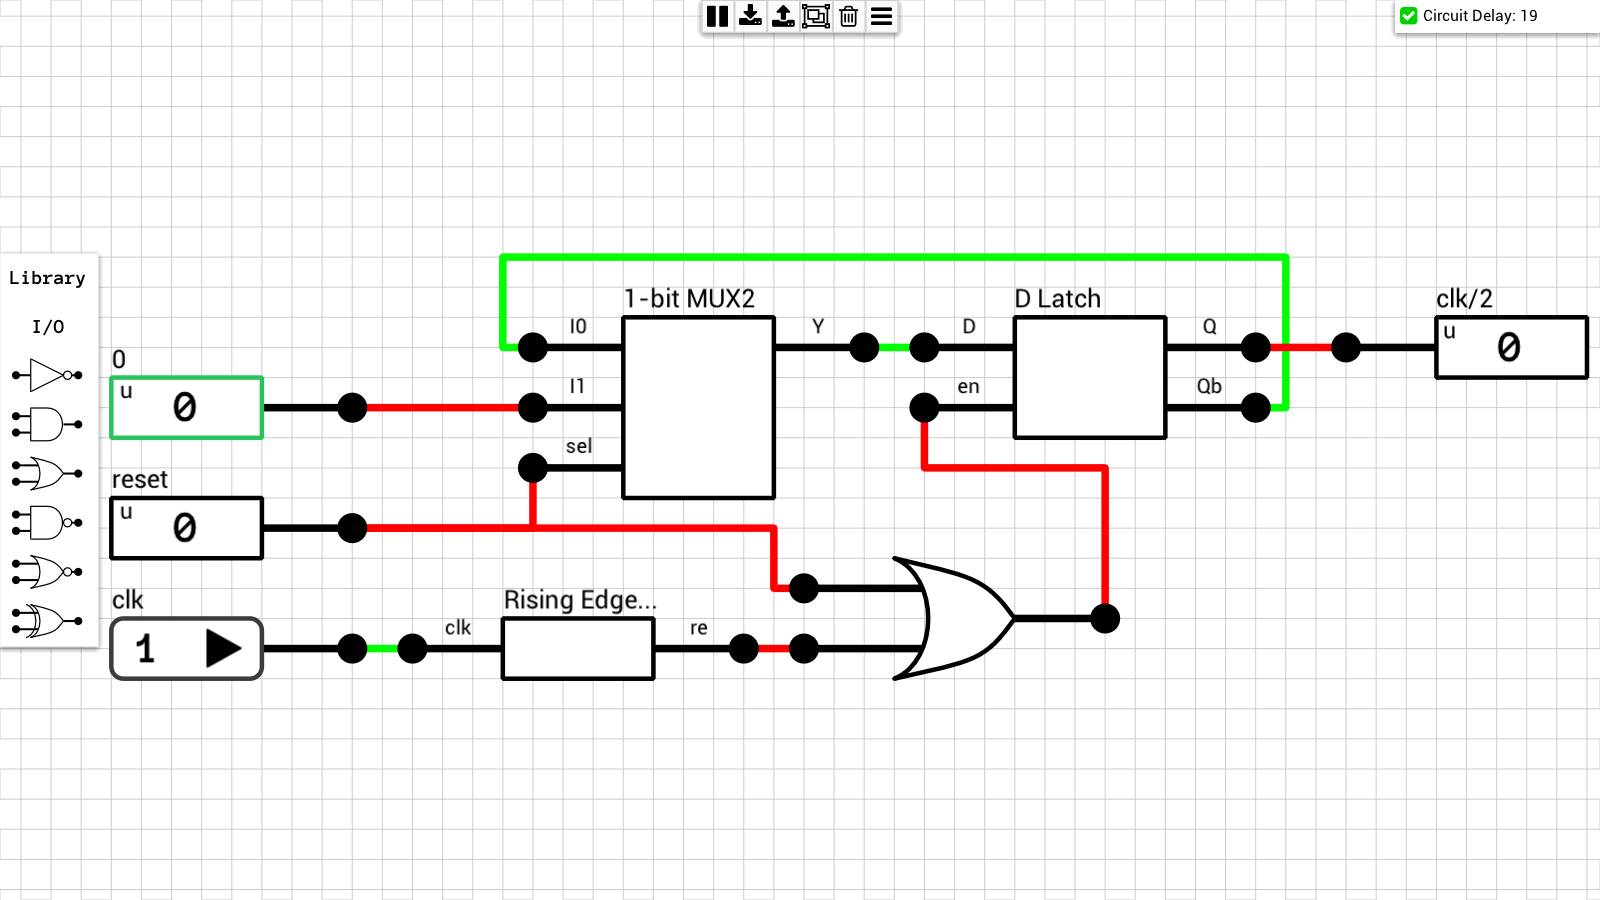 Circuit Delay: 19
Library
I/O
0
u 0
reset
u 0
clk
1
1-bit MUX2
I0
I1
sel
Y
D Latch
D
en
Q
Qb
clk/2
u 0
Rising Edge...
clk
re